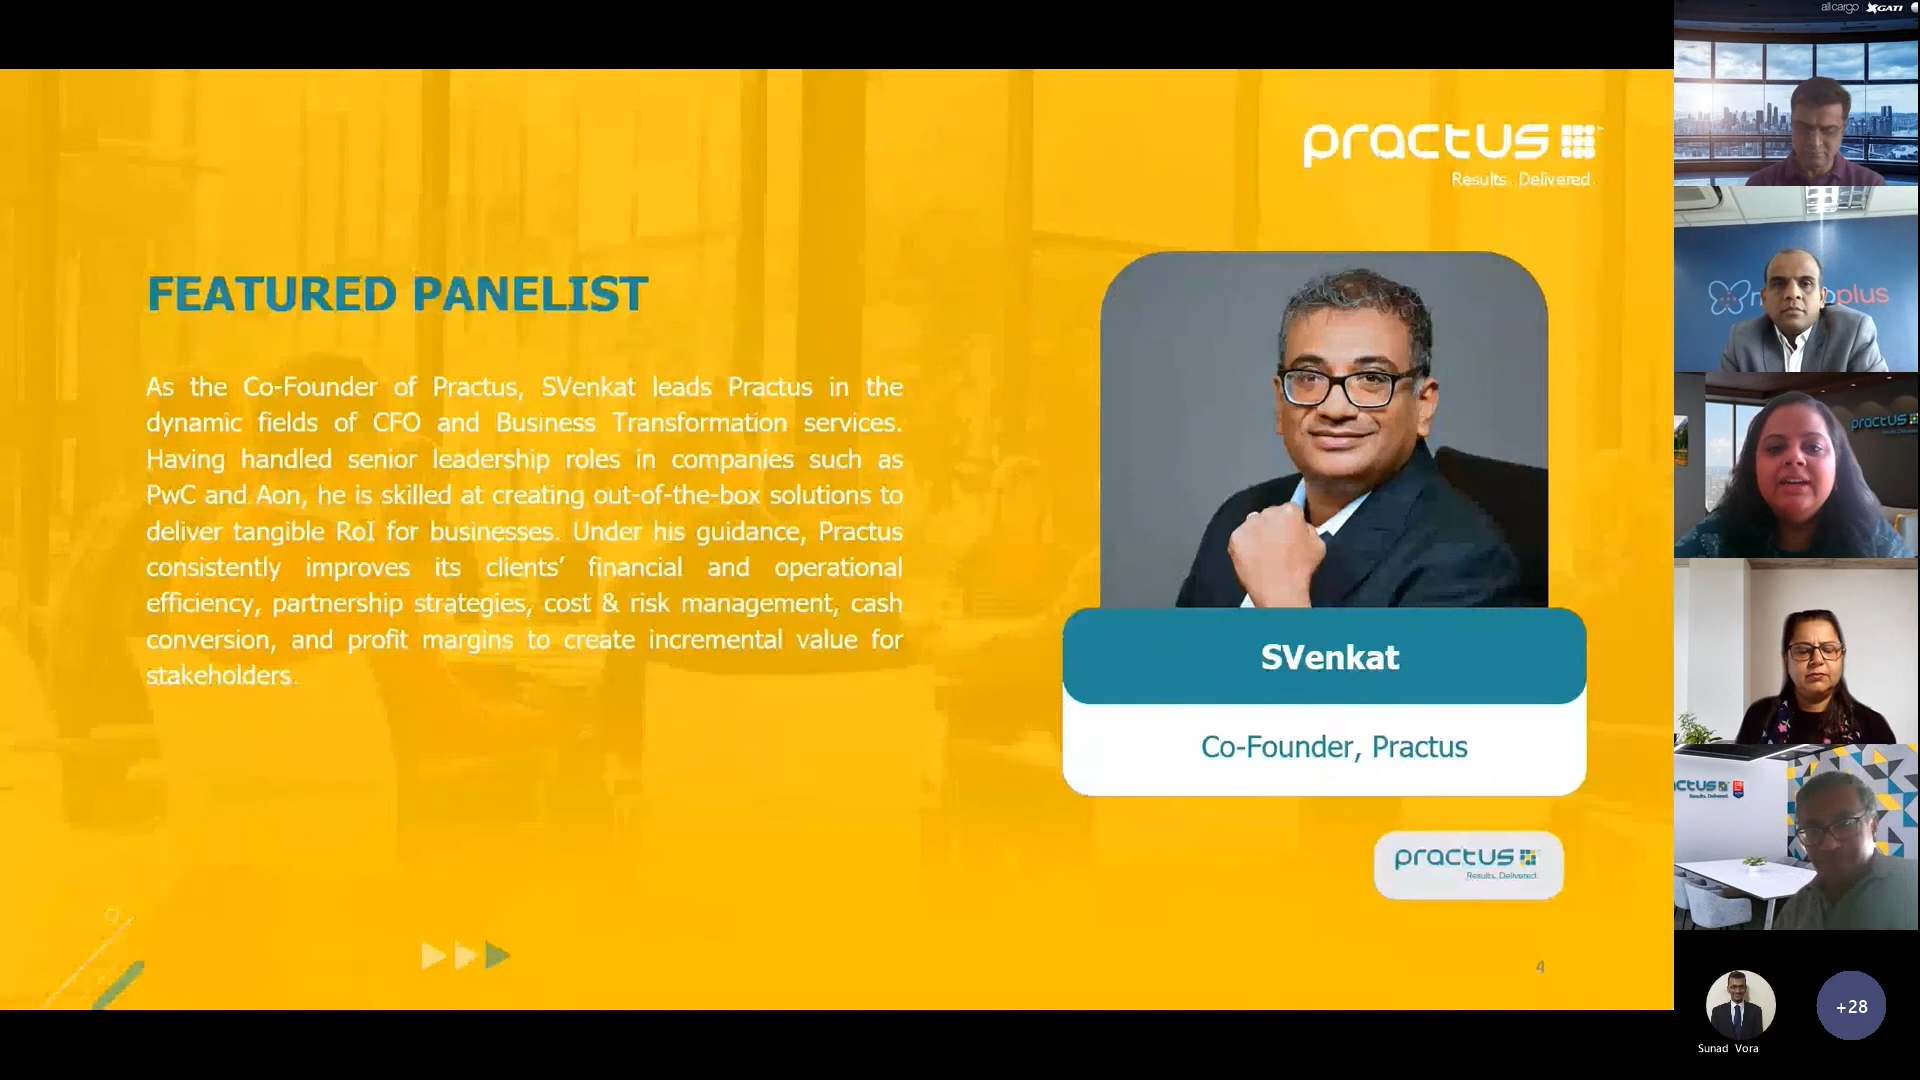 allcargo GATI
practus
Results. Delivered.
FEATURED PANELIST
As the Co-Founder of Practus, SVenkat leads Practus in the
dynamic fields of CFO and Business Transformation services.
Having handled senior leadership roles in companies such as
PwC and Aon, he is skilled at creating out-of-the-box solutions to
deliver tangible RoI for businesses. Under his guidance, Practus
consistently improves its clients’ financial and operational
efficiency, partnership strategies, cost & risk management, cash
conversion, and profit margins to create incremental value for
stakeholders.
SVenkat
Co-Founder, Practus
practus
Results. Delivered.
4
plus
practus
Results. Delivered.
ctus
Results. Delivered.
+28
Sunad Vora